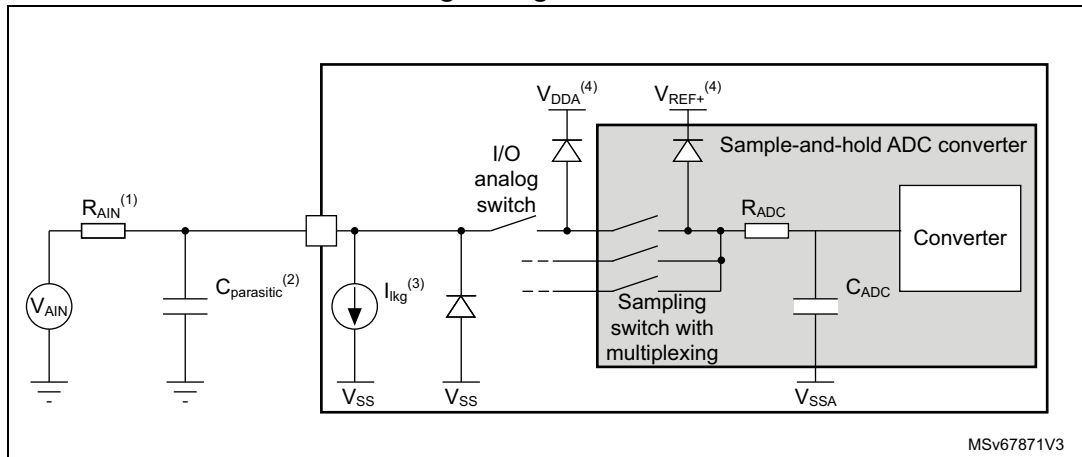 V_DDA^(4)
V_REF+^(4)
Sample-and-hold ADC converter
I/O
analog
switch
R_AIN^(1)
R_ADC
Converter
V_AIN
C_parasitic^(2)
I_lkg^(3)
C_ADC
Sampling
switch with
multiplexing
V_SS
V_SS
V_SSA
MSv67871V3